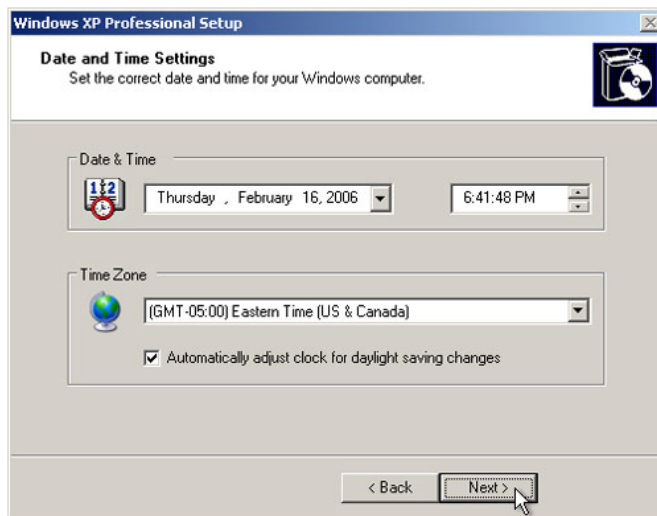 Windows XP Professional Setup
Date and Time Settings
Set the correct date and time for your Windows computer.
Date & Time
1 2
Thursday , February 16, 2006
6:41:48 PM
Time Zone
(GMT-05:00) Eastern Time (US & Canada)
Automatically adjust clock for daylight saving changes
< Back
Next >